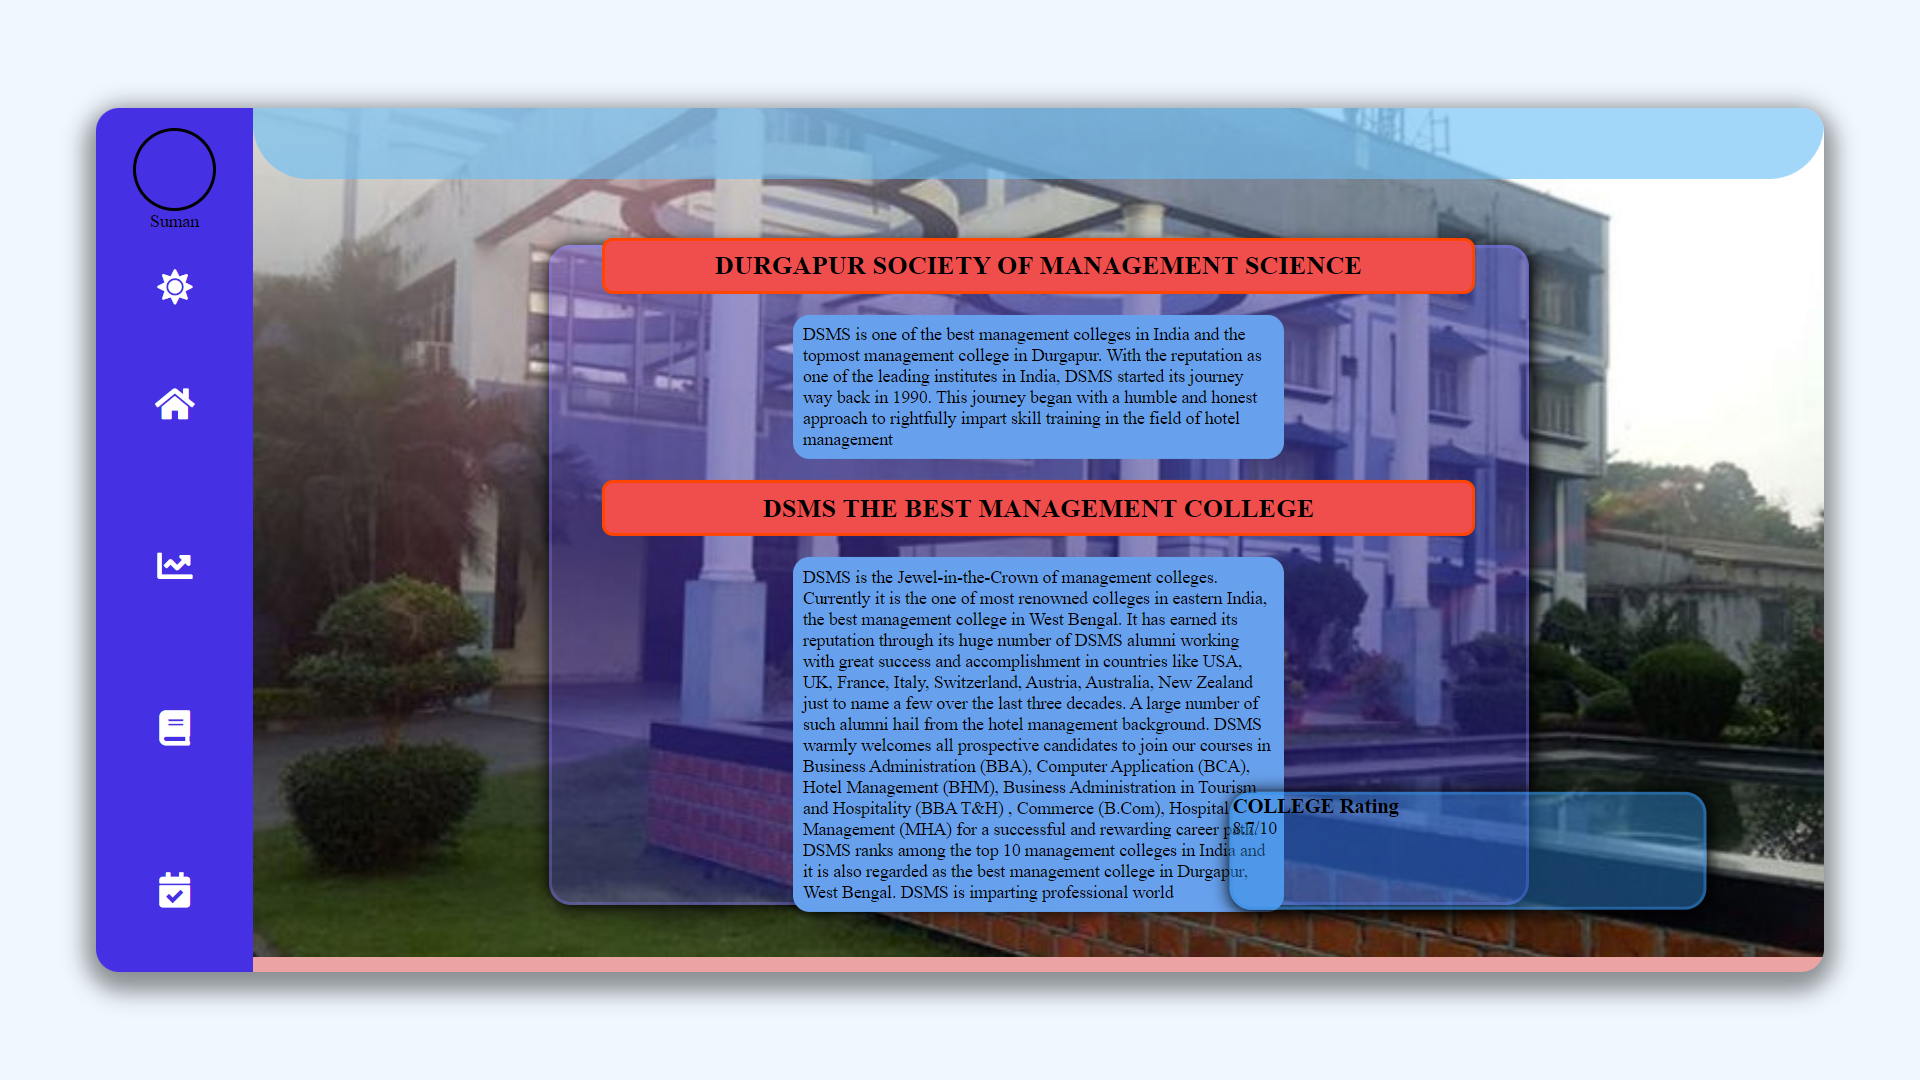 Suman
DURGAPUR SOCIETY OF MANAGEMENT SCIENCE
DSMS is one of the best management colleges in India and the
topmost management college in Durgapur. With the reputation as
one of the leading institutes in India, DSMS started its journey
way back in 1990. This journey began with a humble and honest
approach to rightfully impart skill training in the field of hotel
management
DSMS THE BEST MANAGEMENT COLLEGE
DSMS is the Jewel-in-the-Crown of management colleges.
Currently it is the one of most renowned colleges in eastern India,
the best management college in West Bengal. It has earned its
reputation through its huge number of DSMS alumni working
with great success and accomplishment in countries like USA,
UK, France, Italy, Switzerland, Austria, Australia, New Zealand
just to name a few over the last three decades. A large number of
such alumni hail from the hotel management background. DSMS
warmly welcomes all prospective candidates to join our courses in
Business Administration (BBA), Computer Application (BCA),
Hotel Management (BHM), Business Administration in Tourism
and Hospitality (BBA T&H) , Commerce (B.Com), Hospital
Management (MHA) for a successful and rewarding career path.
DSMS ranks among the top 10 management colleges in India and
it is also regarded as the best management college in Durgapur,
West Bengal. DSMS is imparting professional world
COLLEGE Rating
8.7/10